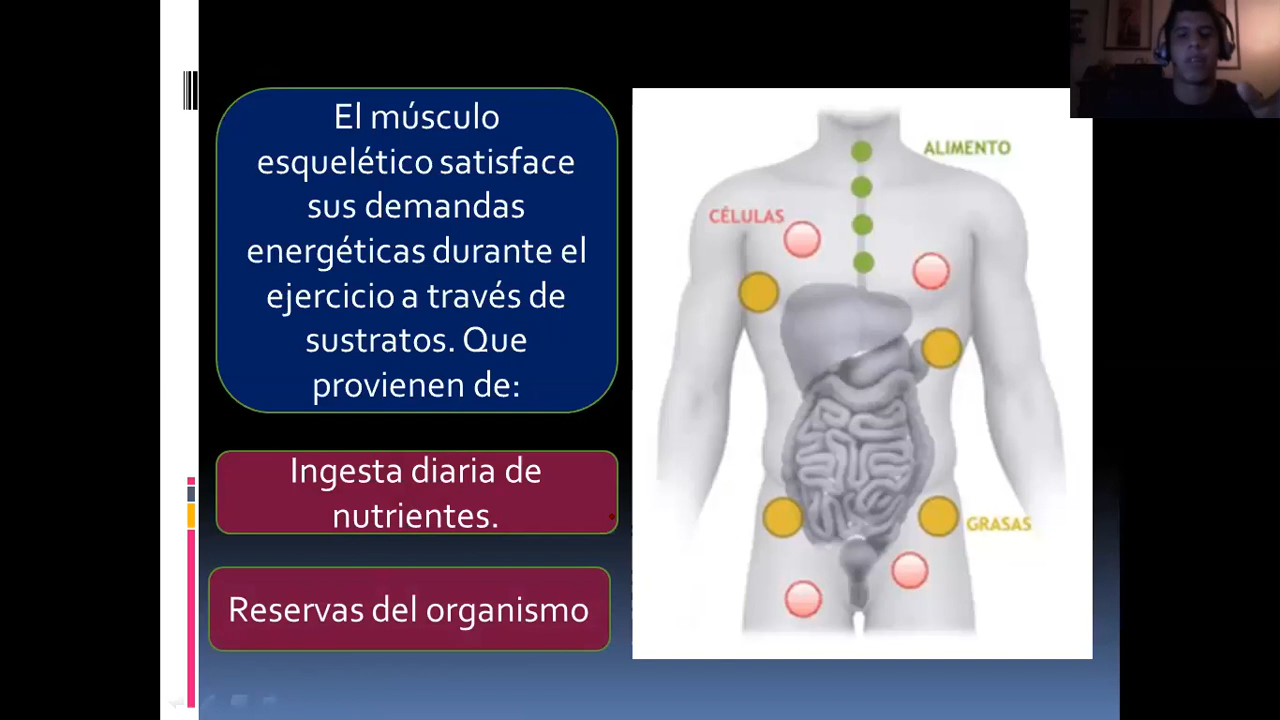 El músculo
esquelético satisface
sus demandas
energéticas durante el
ejercicio a través de
sustratos. Que
provienen de:
Ingesta diaria de
nutrientes.
Reservas del organismo
ALIMENTO
CÉLULAS
GRASAS